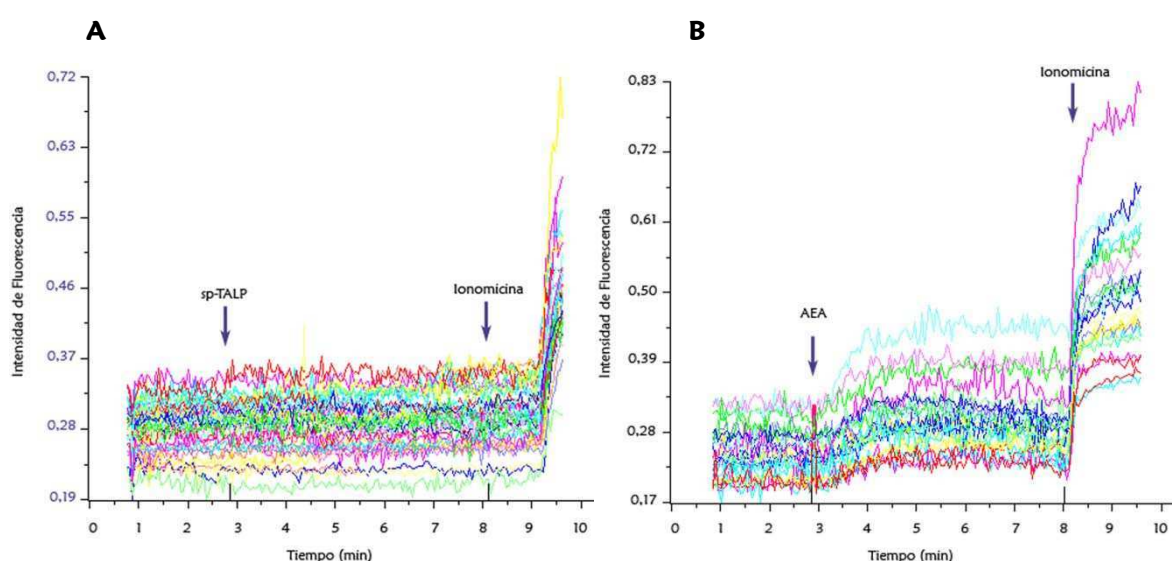 A
Intensidad de Fluorescencia
0,72
0,63
0,55
0,46
0,37
0,28
0,19
sp-TALP
Ionomicina
0 1 2 3 4 5 6 7 8 9 10
Tiempo (min)
B
Intensidad de Fluorescencia
0,83
0,72
0,61
0,50
0,39
0,28
0,17
AEA
Ionomicina
0 1 2 3 4 5 6 7 8 9 10
Tiempo (min)